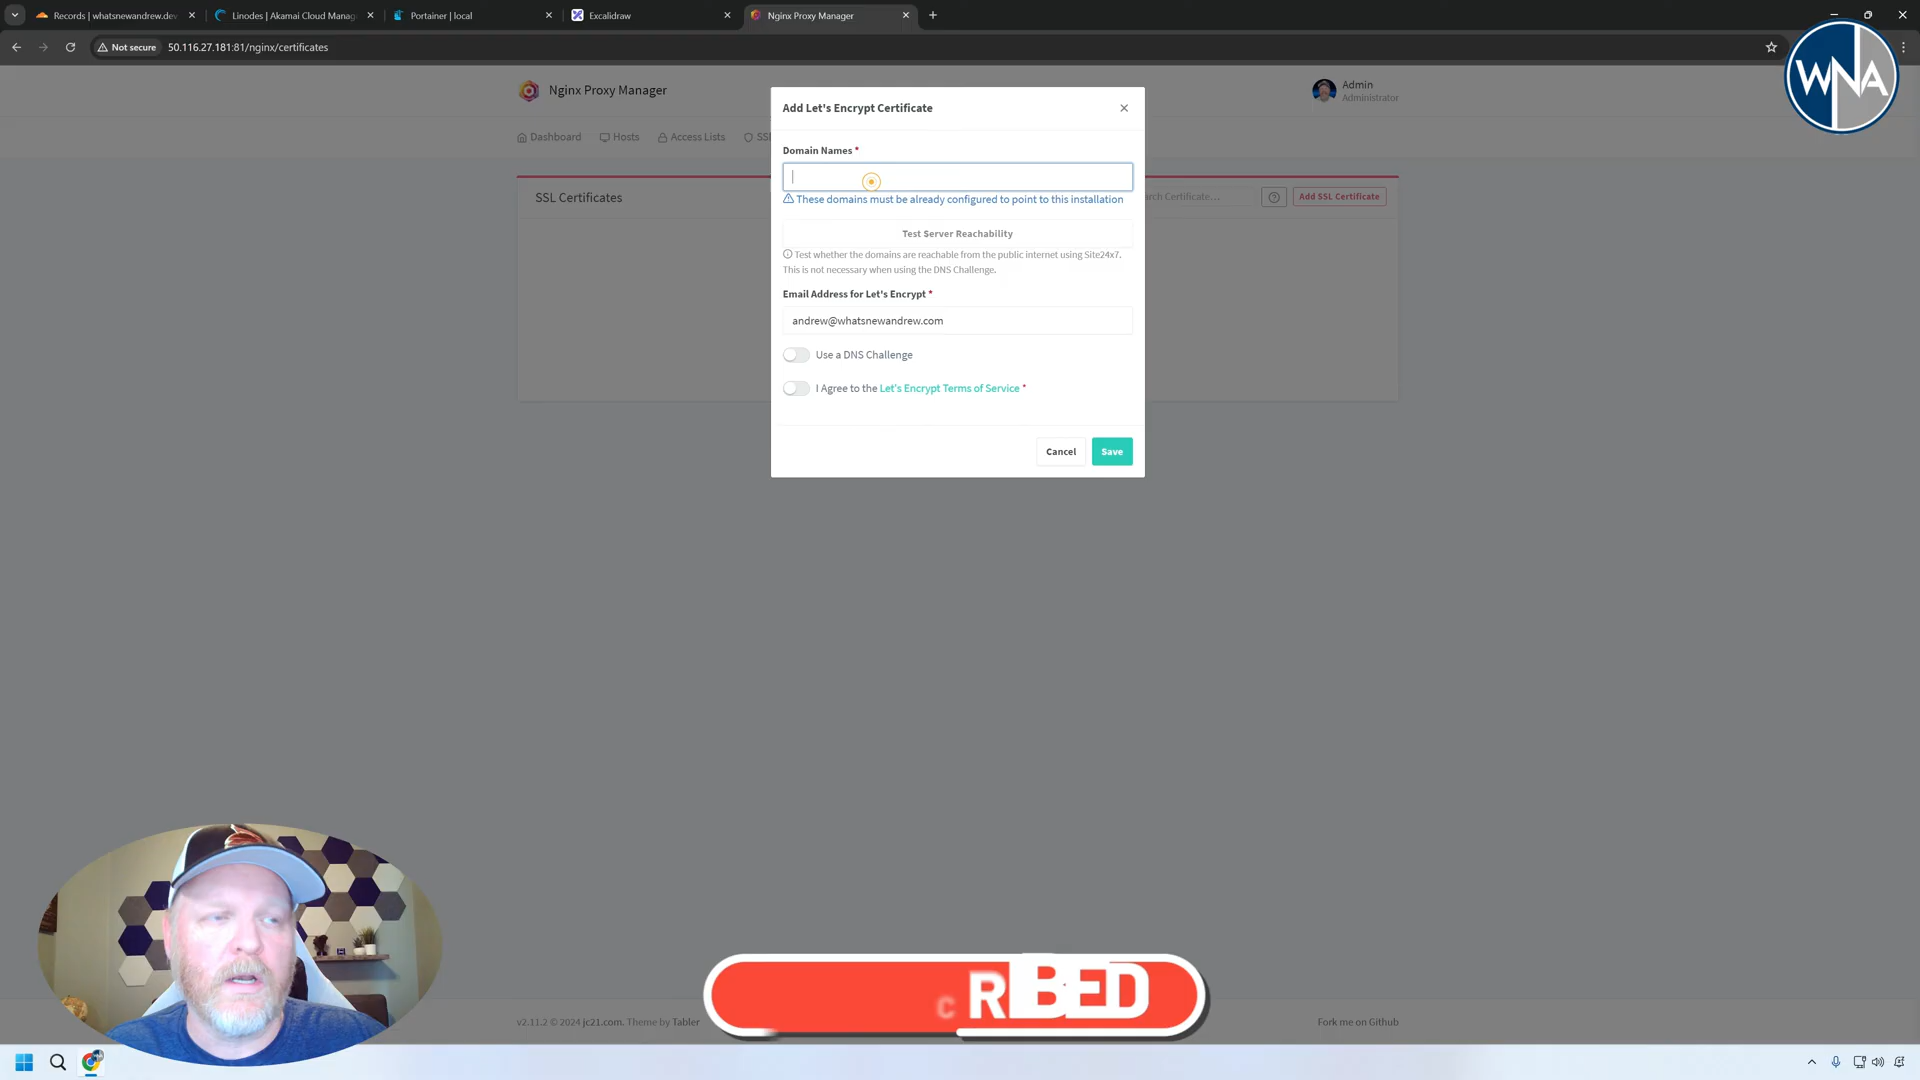 Records | whatsnewandrew.dev
Linodes | Akamai Cloud Manag
Portainer | local
Excalidraw
Nginx Proxy Manager
Not secure
50.116.27.181:81/nginx/certificates
WNA
Nginx Proxy Manager
Admin
Administrator
Dashboard
Hosts
Access Lists
SS
SSL Certificates
rch Certificate...
Add SSL Certificate
Add Let's Encrypt Certificate
Domain Names *
These domains must be already configured to point to this installation
Test Server Reachability
Test whether the domains are reachable from the public internet using Site24x7.
This is not necessary when using the DNS Challenge.
Email Address for Let's Encrypt *
andrew@whatsnewandrew.com
Use a DNS Challenge
I Agree to the Let's Encrypt Terms of Service *
Cancel
Save
C RBED
v2.11.2 © 2024 jc21.com. Theme by Tabler
Fork me on Github